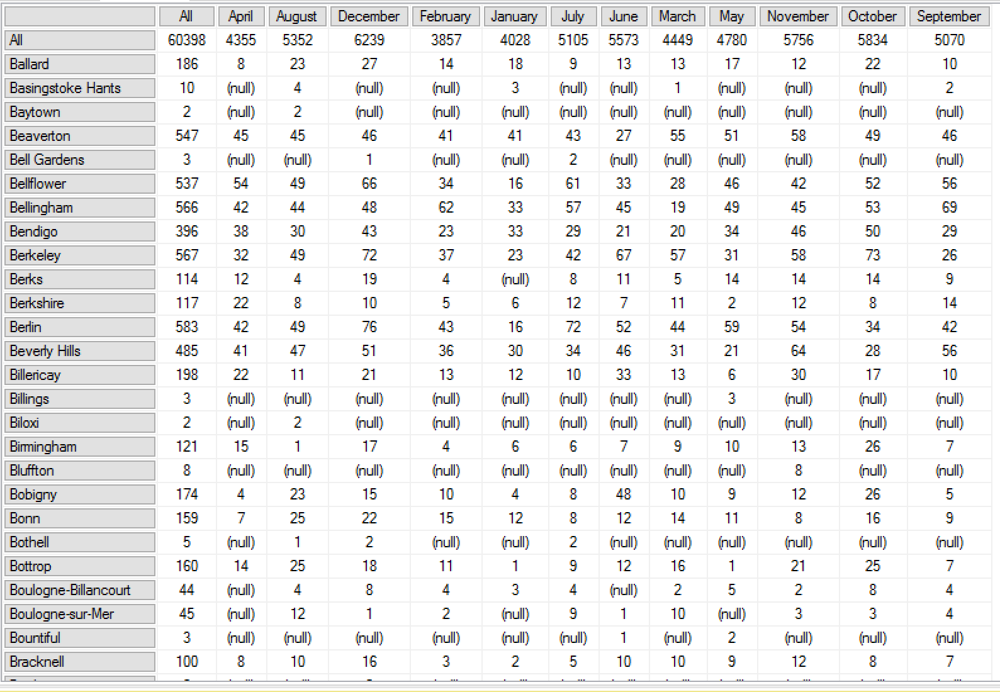 All April August December February January July June March May November October September
All 60398 4355 5352 6239 3857 4028 5105 5573 4449 4780 5756 5834 5070
Ballard 186 8 23 27 14 18 9 13 13 17 12 22 10
Basingstoke Hants 10 (null) 4 (null) (null) 3 (null) (null) 1 (null) (null) (null) 2
Baytown 2 (null) 2 (null) (null) (null) (null) (null) (null) (null) (null) (null) (null)
Beaverton 547 45 45 46 41 41 43 27 55 51 58 49 46
Bell Gardens 3 (null) (null) 1 (null) (null) 2 (null) (null) (null) (null) (null) (null)
Bellflower 537 54 49 66 34 16 61 33 28 46 42 52 56
Bellingham 566 42 44 48 62 33 57 45 19 49 45 53 69
Bendigo 396 38 30 43 23 33 29 21 20 34 46 50 29
Berkeley 567 32 49 72 37 23 42 67 57 31 58 73 26
Berks 114 12 4 19 4 (null) 8 11 5 14 14 14 9
Berkshire 117 22 8 10 5 6 12 7 11 2 12 8 14
Berlin 583 42 49 76 43 16 72 52 44 59 54 34 42
Beverly Hills 485 41 47 51 36 30 34 46 31 21 64 28 56
Billericay 198 22 11 21 13 12 10 33 13 6 30 17 10
Billings 3 (null) (null) (null) (null) (null) (null) (null) (null) 3 (null) (null) (null)
Biloxi 2 (null) 2 (null) (null) (null) (null) (null) (null) (null) (null) (null) (null)
Birmingham 121 15 1 17 4 6 6 7 9 10 13 26 7
Bluffton 8 (null) (null) (null) (null) (null) (null) (null) (null) (null) 8 (null) (null)
Bobigny 174 4 23 15 10 4 8 48 10 9 12 26 5
Bonn 159 7 25 22 15 12 8 12 14 11 8 16 9
Bothell 5 (null) 1 2 (null) (null) 2 (null) (null) (null) (null) (null) (null)
Bottrop 160 14 25 18 11 1 9 12 16 1 21 25 7
Boulogne-Billancourt 44 (null) 4 8 4 3 4 (null) 2 5 2 8 4
Boulogne-sur-Mer 45 (null) 12 1 2 (null) 9 1 10 (null) 3 3 4
Bountiful 3 (null) (null) (null) (null) (null) (null) 1 (null) 2 (null) (null) (null)
Bracknell 100 8 10 16 3 2 5 10 10 9 12 8 7